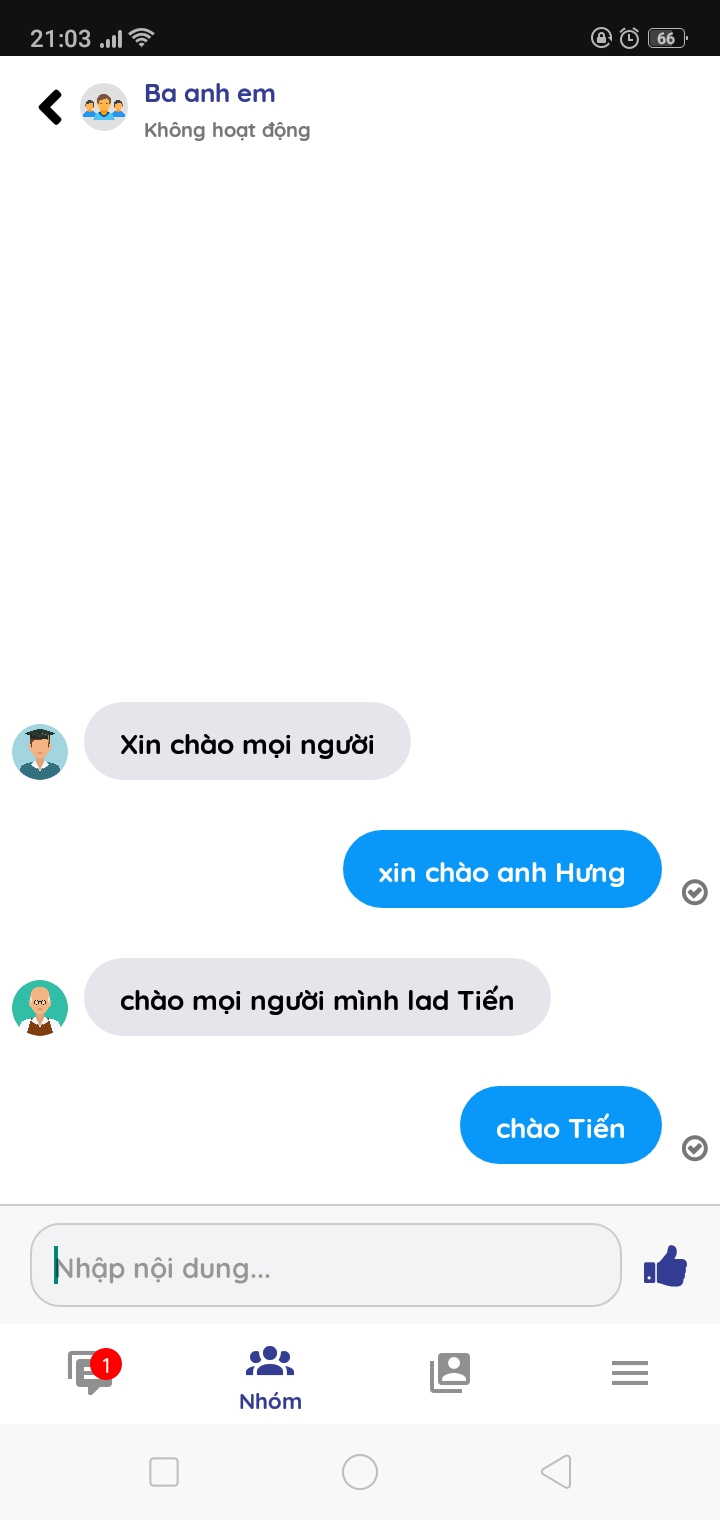 21:03
66
Ba anh em
Không hoạt động
Xin chào mọi người
xin chào anh Hưng
chào mọi người mình lad Tiến
chào Tiến
Nhập nội dung...
1
Nhóm